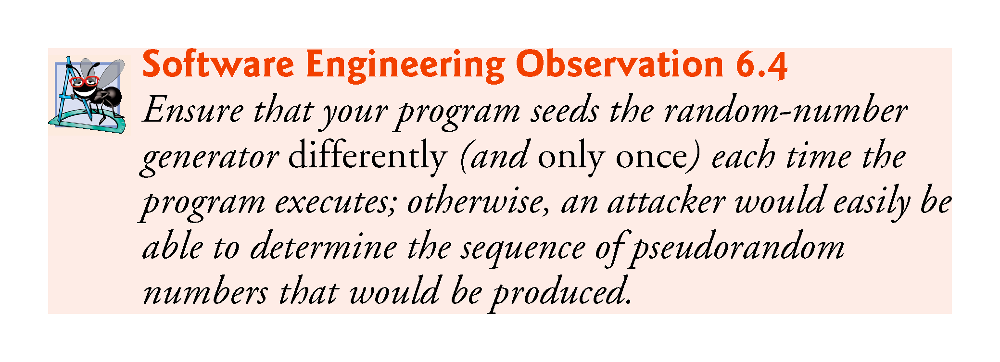 Software Engineering Observation 6.4
Ensure that your program seeds the random-number
generator differently (and only once) each time the
program executes; otherwise, an attacker would easily be
able to determine the sequence of pseudorandom
numbers that would be produced.